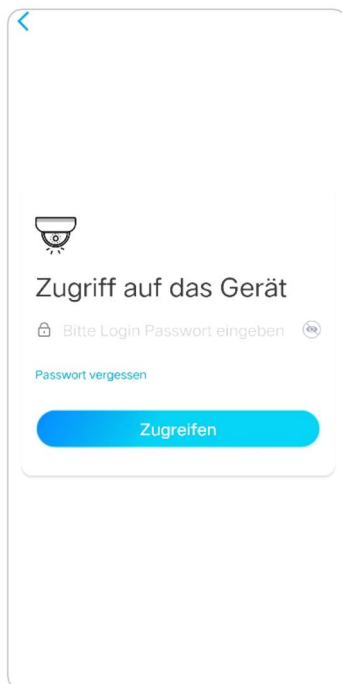 Zugriff auf das Gerät
Bitte Login Passwort eingeben
Passwort vergessen
Zugreifen